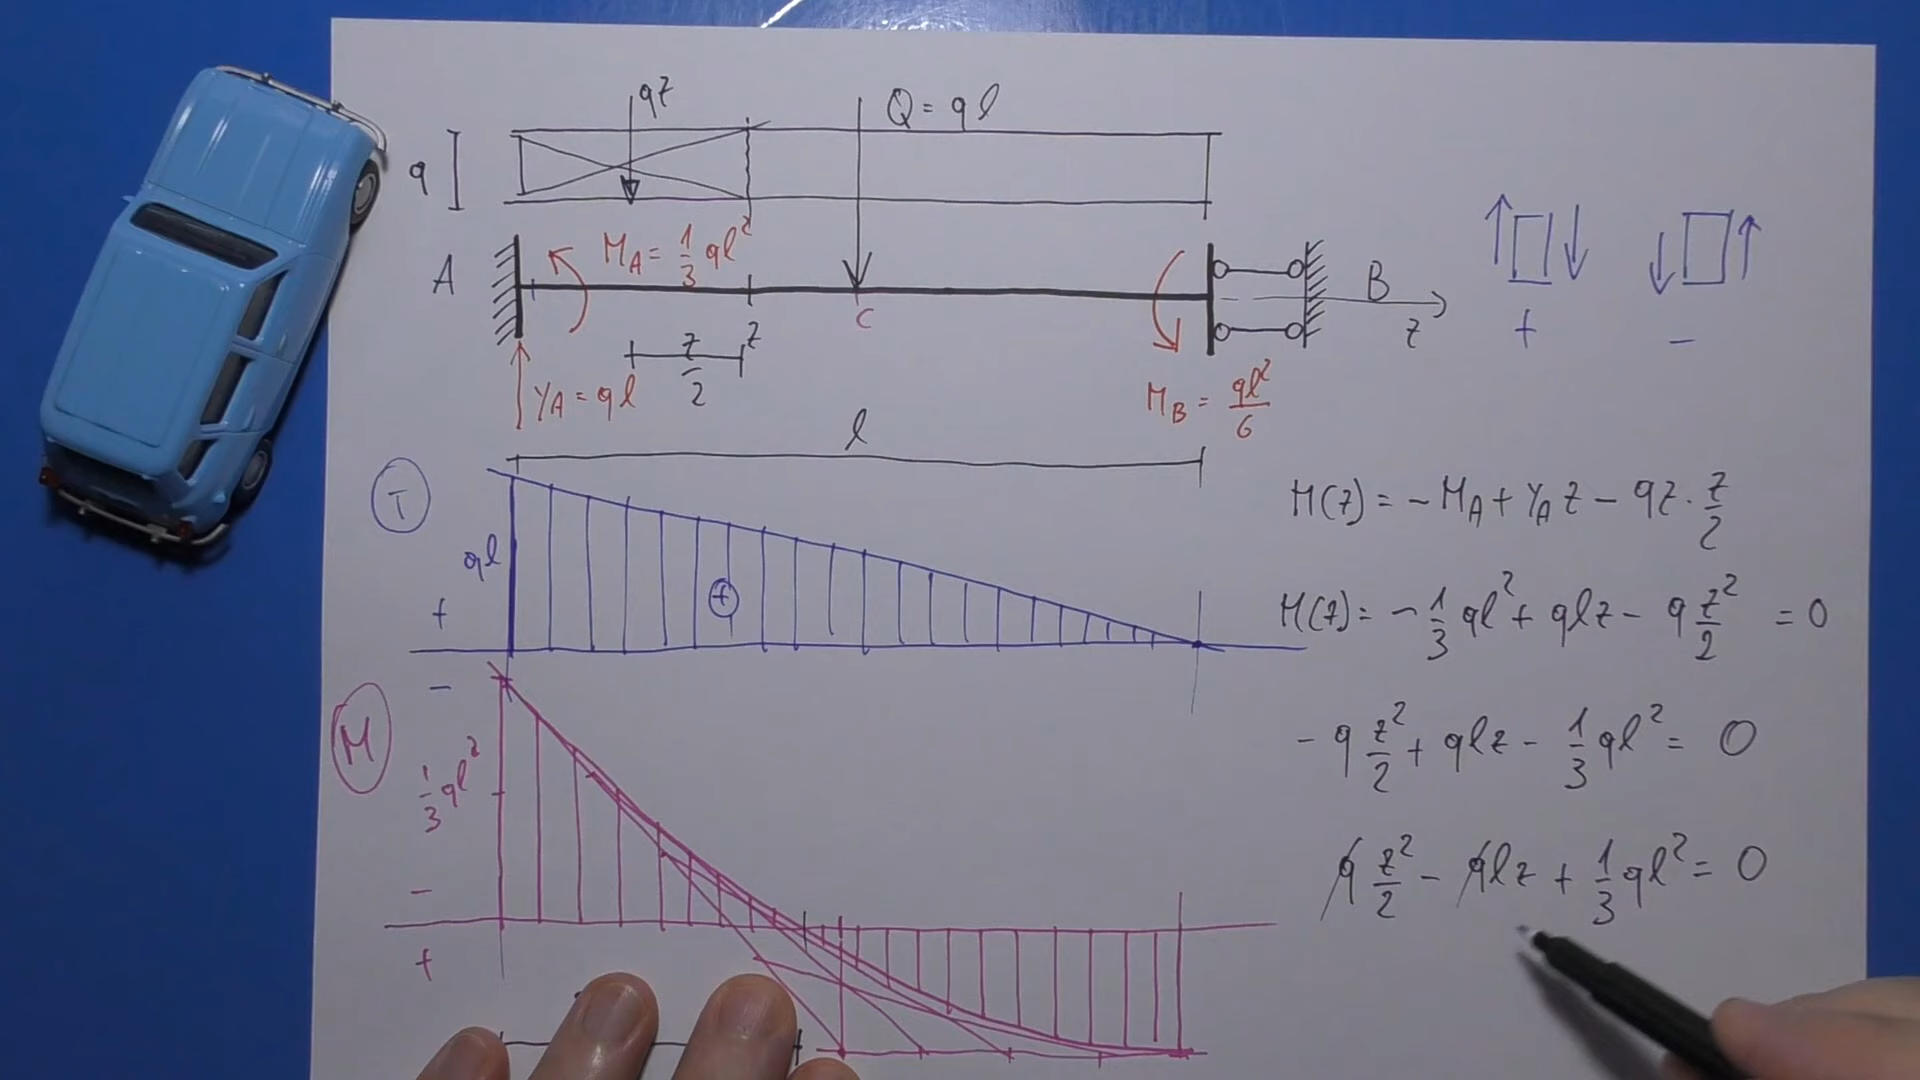 qz
Q = ql
q
M_A = 1/3 ql²
A
C
B
z
z
z/2
Y_A = ql
M_B = ql²/6
+
−
l
T
ql
+
+
−
M
1/3 ql²
−
+
M(z) = − M_A + Y_A z − qz · z/2
M(z) = − 1/3 ql² + qlz − q z²/2 = 0
− q z²/2 + qlz − 1/3 ql² = 0
q z²/2 − qlz + 1/3 ql² = 0